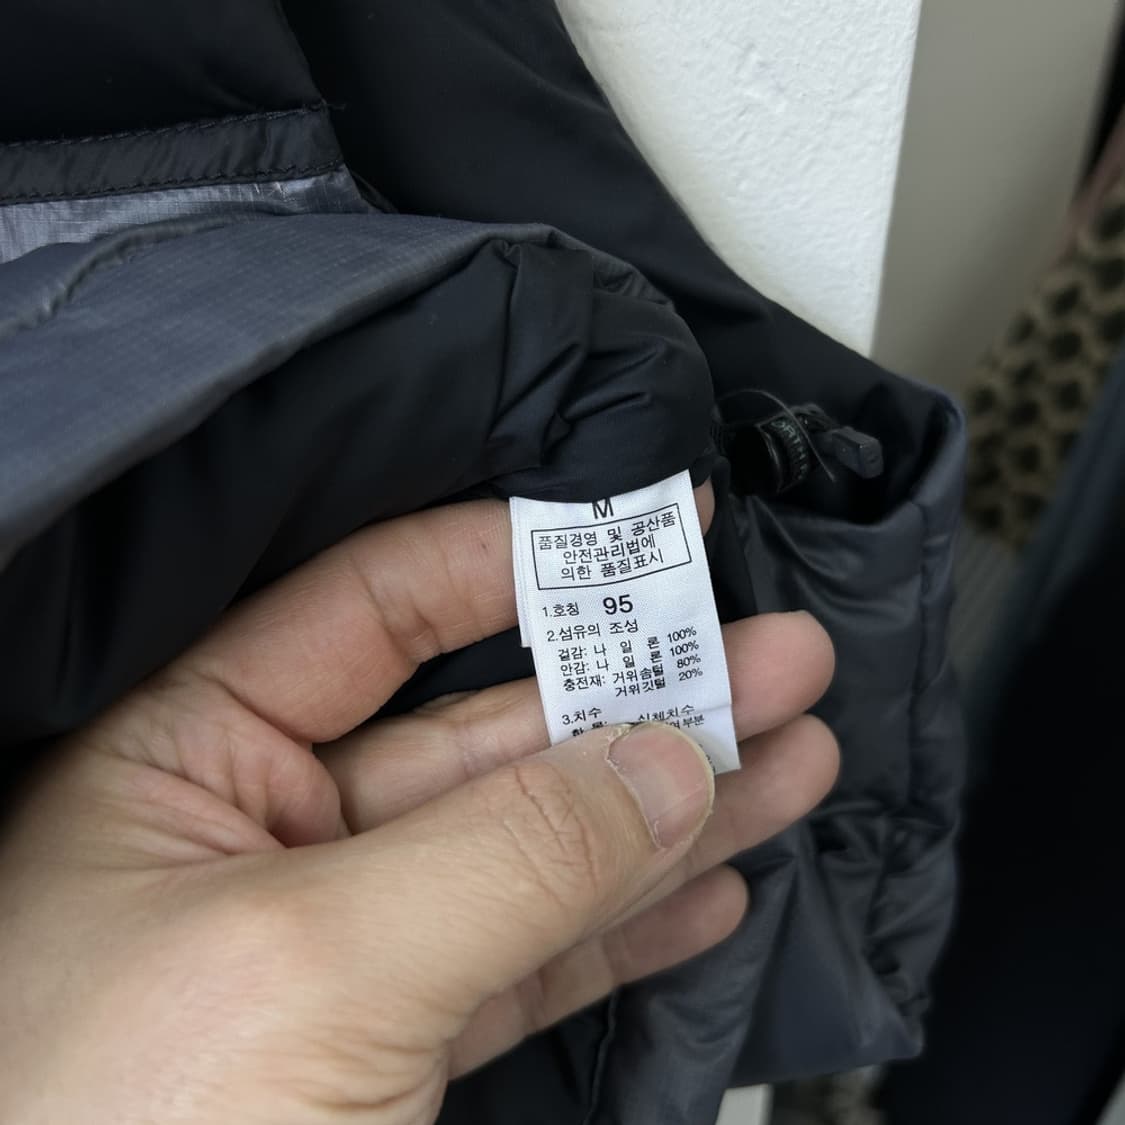 M
품질경영 및 공산품
안전관리법에
의한 품질표시
1.호칭 95
2.섬유의 조성
겉감: 나 일 론 100%
안감: 나 일 론 100%
충전재: 거위솜털 80%
거위깃털 20%
3.치수